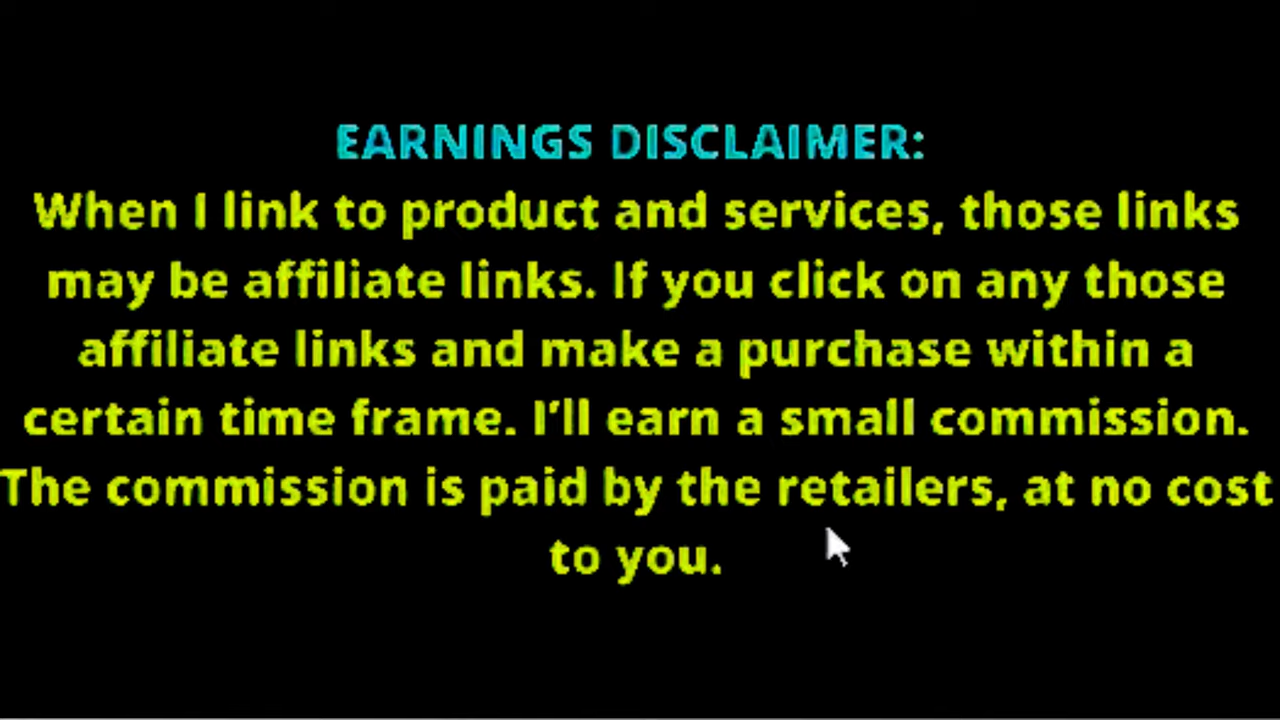 EARNINGS DISCLAIMER:
When I link to product and services, those links
may be affiliate links. If you click on any those
affiliate links and make a purchase within a
certain time frame. I’ll earn a small commission.
The commission is paid by the retailers, at no cost
to you.